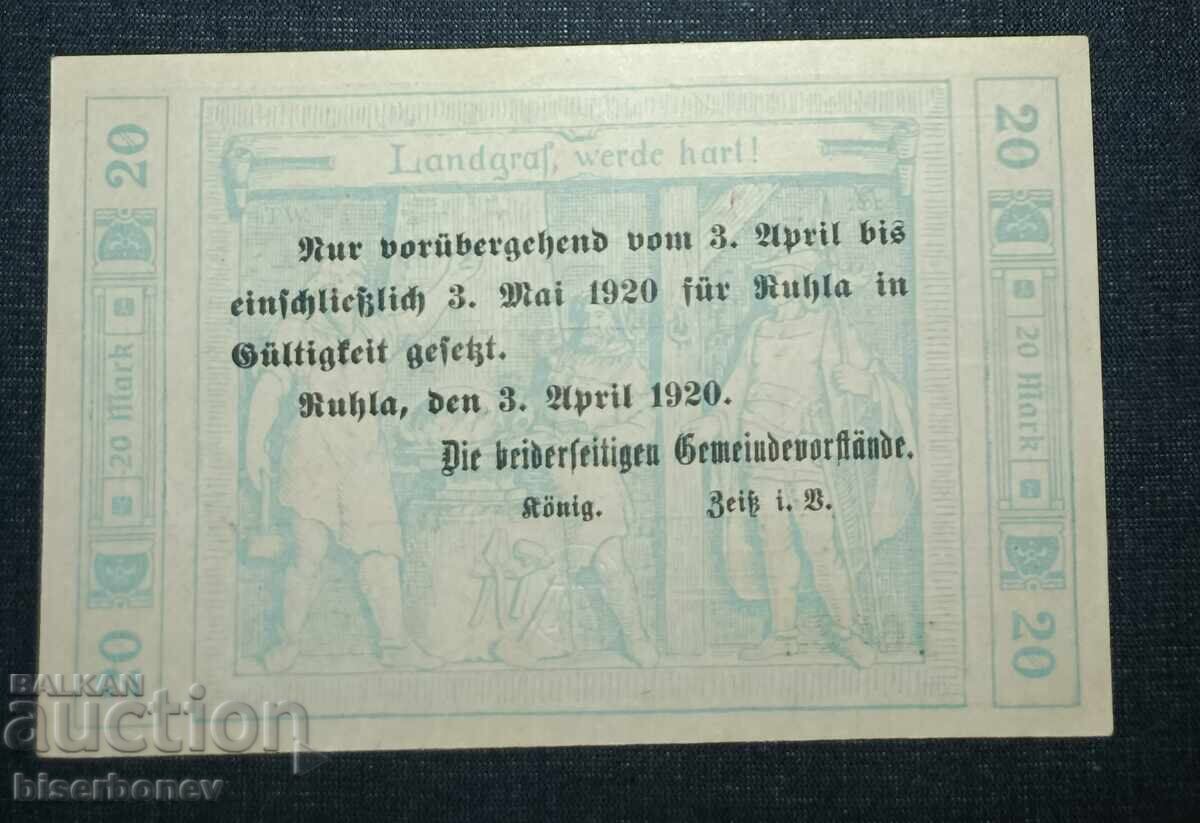 20
20
Landgraf, werde hart!
T.W.
Nur vorübergehend vom 3. April bis
einschließlich 3. Mai 1920 für Ruhla in
Gültigkeit gesetzt.
Ruhla, den 3. April 1920.
Die beiderseitigen Gemeindevorstände.
König. Zeiß i. V.
20 Mark
20 Mark
20
20
BALKAN
auction
biserbonev